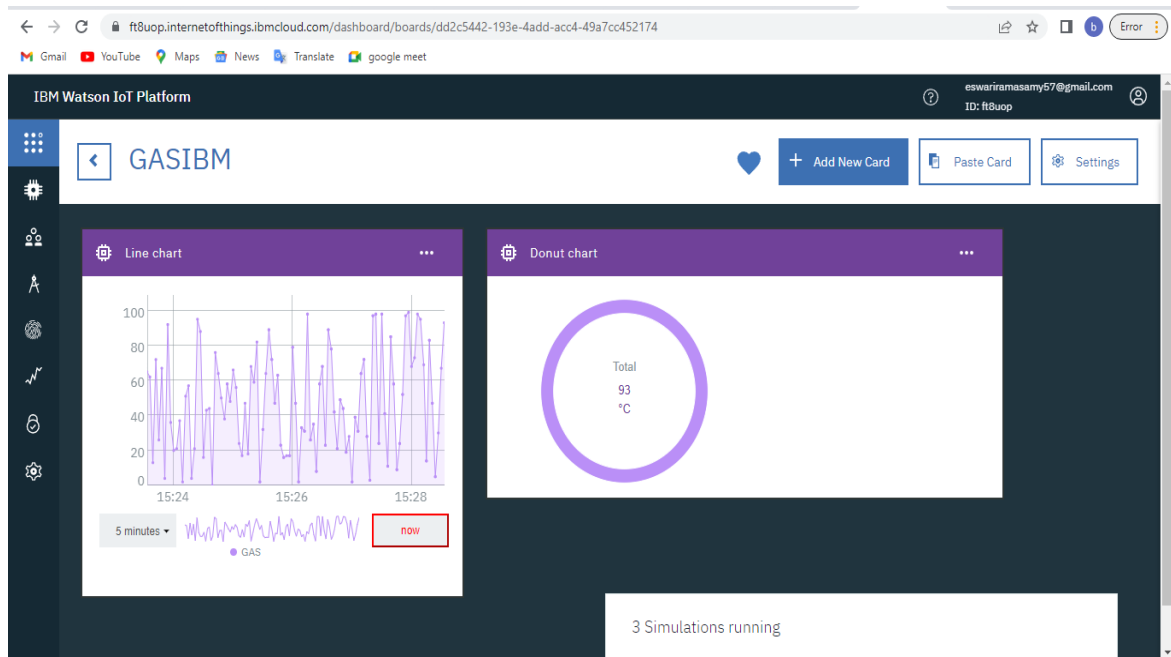 ft8uop.internetofthings.ibmcloud.com/dashboard/boards/dd2c5442-193e-4add-acc4-49a7cc452174
b
Error
Gmail YouTube Maps News Translate google meet
IBM Watson IoT Platform
eswariramasamy57@gmail.com
ID: ft8uop
GASIBM
+ Add New Card
Paste Card
Settings
Line chart
100
80
60
40
20
0
15:24 15:26 15:28
5 minutes
now
GAS
Donut chart
Total
93
°C
3 Simulations running